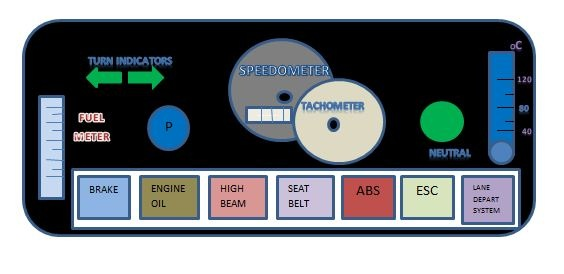 oC
TURN INDICATORS
SPEEDOMETER
120
TACHOMETER
80
FUEL
METER
P
40
NEUTRAL
BRAKE
ENGINE
OIL
HIGH
BEAM
SEAT
BELT
ABS
ESC
LANE
DEPART
SYSTEM